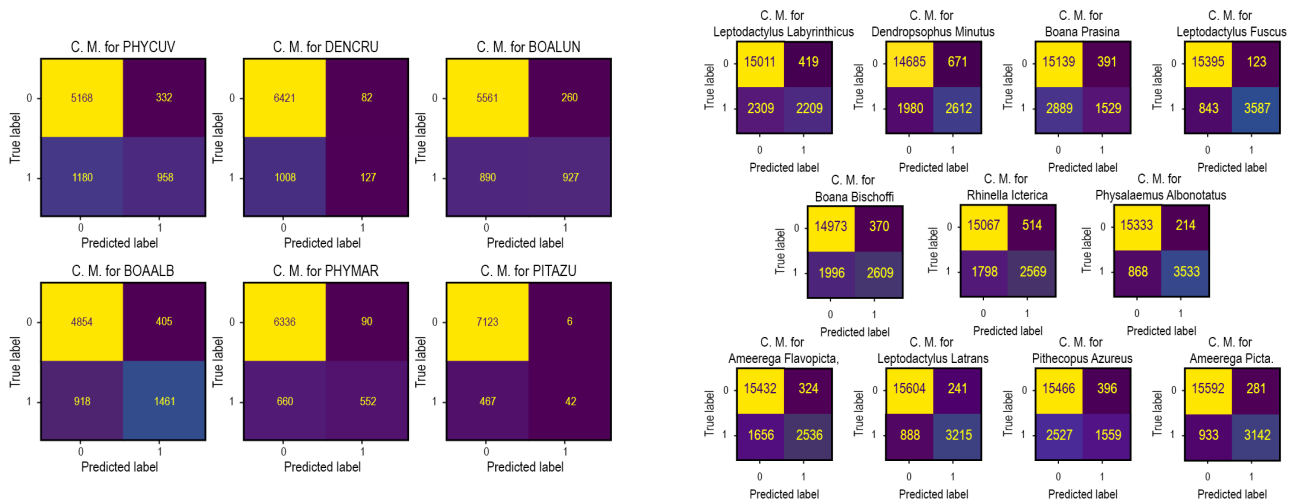 C. M. for PHYCUV
True label
0
5168 332
1
1180 958
0 1
Predicted label
C. M. for DENCRU
True label
0
6421 82
1
1008 127
0 1
Predicted label
C. M. for BOALUN
True label
0
5561 260
1
890 927
0 1
Predicted label
C. M. for BOAALB
True label
0
4854 405
1
918 1461
0 1
Predicted label
C. M. for PHYMAR
True label
0
6336 90
1
660 552
0 1
Predicted label
C. M. for PITAZU
True label
0
7123 6
1
467 42
0 1
Predicted label
C. M. for
Leptodactylus Labyrinthicus
True label
0
15011 419
1
2309 2209
0 1
Predicted label
C. M. for
Dendropsophus Minutus
True label
0
14685 671
1
1980 2612
0 1
Predicted label
C. M. for
Boana Prasina
True label
0
15139 391
1
2889 1529
0 1
Predicted label
C. M. for
Leptodactylus Fuscus
True label
0
15395 123
1
843 3587
0 1
Predicted label
C. M. for
Boana Bischoffi
True label
0
14973 370
1
1996 2609
0 1
Predicted label
C. M. for
Rhinella Icterica
True label
0
15067 514
1
1798 2569
0 1
Predicted label
C. M. for
Physalaemus Albonotatus
True label
0
15333 214
1
868 3533
0 1
Predicted label
C. M. for
Ameerega Flavopicta,
True label
0
15432 324
1
1656 2536
0 1
Predicted label
C. M. for
Leptodactylus Latrans
True label
0
15604 241
1
888 3215
0 1
Predicted label
C. M. for
Pithecopus Azureus
True label
0
15466 396
1
2527 1559
0 1
Predicted label
C. M. for
Ameerega Picta.
True label
0
15592 281
1
933 3142
0 1
Predicted label